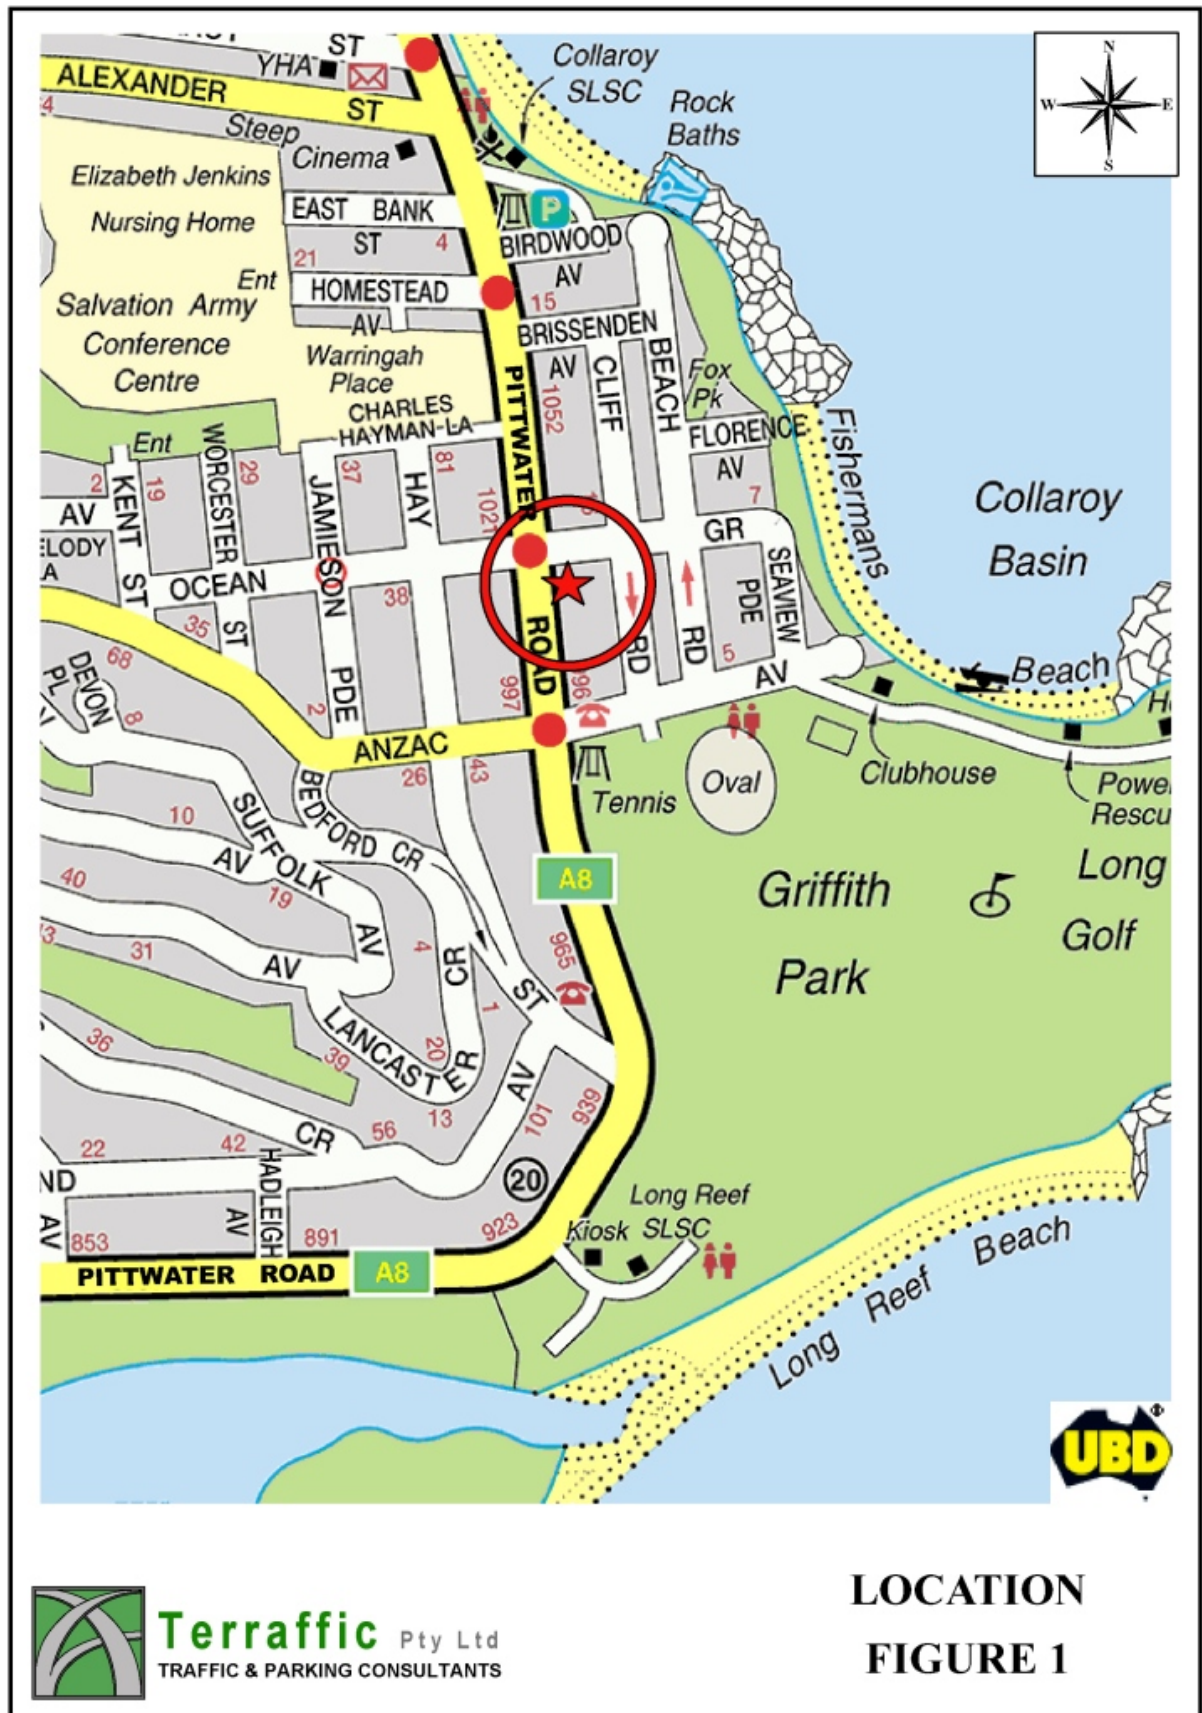 ST
YHA
ALEXANDER
ST
Collaroy
SLSC
Rock
Baths
N
W
E
S
4
Steep
Cinema
Elizabeth Jenkins
Nursing Home
EAST BANK
ST
4
21
P
BIRDWOOD
AV
Ent
HOMESTEAD
AV
15
Salvation Army
Conference
Centre
BRISSENDEN
AV
Warringah
Place
CHARLES
HAYMAN-LA
PITTWATER
1052
CLIFF
BEACH
Fox
Pk
FLORENCE
AV
7
Fishermans
Ent
2
KENT
ST
19
WORCESTER
29
JAMIESON
37
HAY
81
1021
Collaroy
Basin
AV
LA
OCEAN
ST
35
38
GR
PDE
SEAVIEW
ROAD
RD
RD
5
AV
Beach
68
DEVON
PL
8
2
PDE
997
96
ANZAC
26
43
Tennis
Oval
Clubhouse
Powe
Rescu
BEDFORD CR
10
SUFFOLK
AV
40
19
AV
A8
Griffith
Park
Long
Golf
31
AV
4
CR
965
1
ST
LANCASTER
39
20
13
36
CR
56
AV
101
939
22
42
ND
AV
HADLEIGH
AV
20
853
891
923
Long Reef
Kiosk SLSC
PITTWATER ROAD
A8
Long Reef Beach
UBD
LOCATION
FIGURE 1
Terraffic Pty Ltd
TRAFFIC & PARKING CONSULTANTS